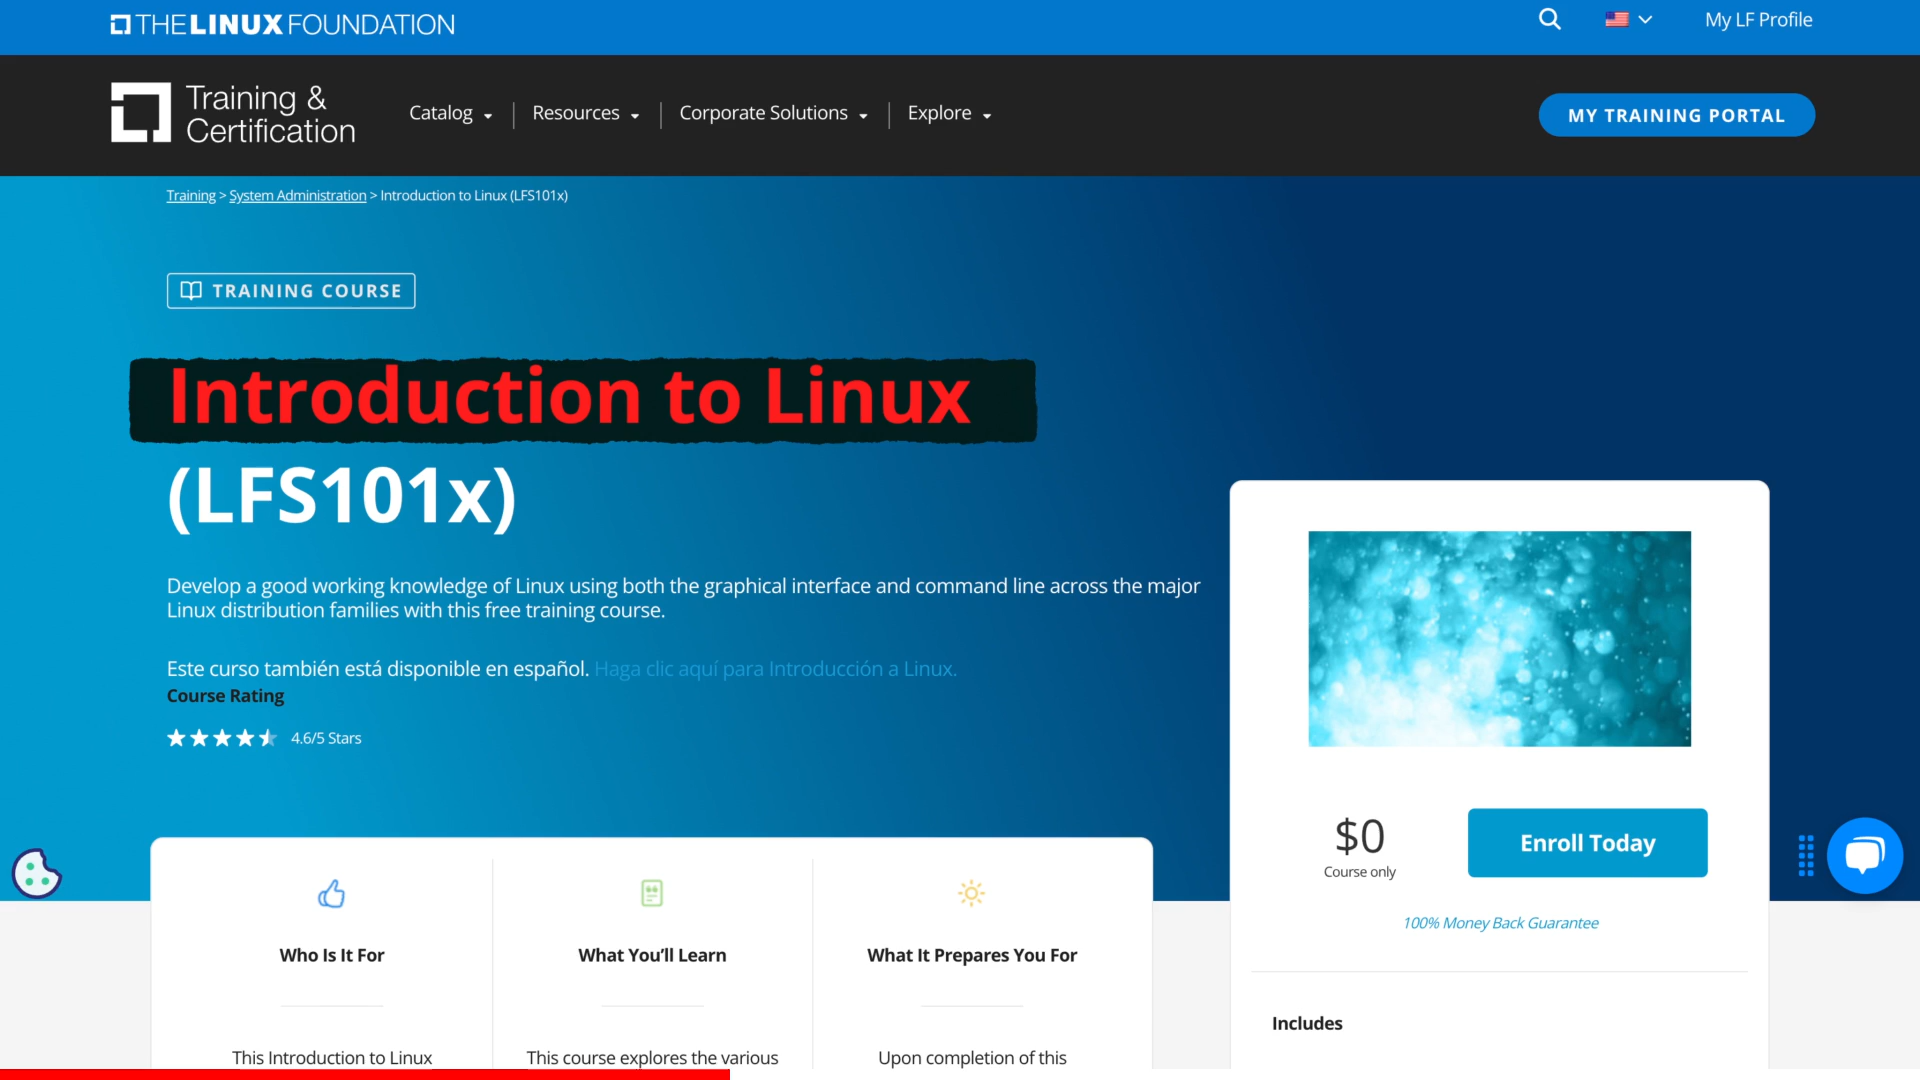 THE LINUX FOUNDATION
My LF Profile
Training &
Certification
Catalog
Resources
Corporate Solutions
Explore
MY TRAINING PORTAL
Training > System Administration > Introduction to Linux (LFS101x)
TRAINING COURSE
Introduction to Linux
(LFS101x)
Develop a good working knowledge of Linux using both the graphical interface and command line across the major
Linux distribution families with this free training course.
Este curso también está disponible en español. Haga clic aquí para Introducción a Linux.
Course Rating
4.6/5 Stars
$0
Course only
Enroll Today
100% Money Back Guarantee
Includes
Who Is It For
This Introduction to Linux
What You’ll Learn
This course explores the various
What It Prepares You For
Upon completion of this